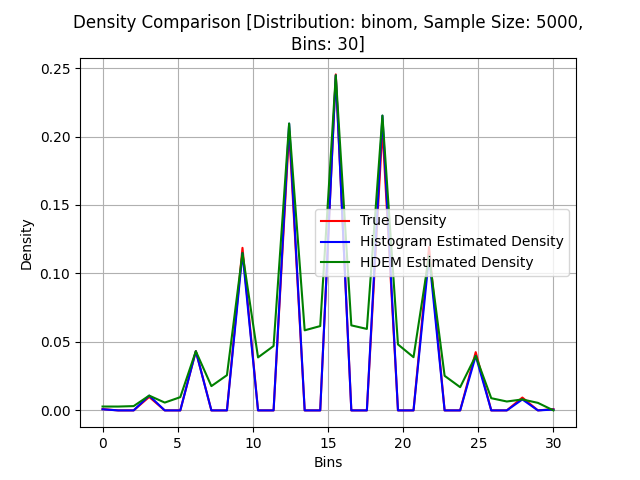 Density Comparison [Distribution: binom, Sample Size: 5000,
Bins: 30]
Density
0.25
0.20
0.15
0.10
0.05
0.00
True Density
Histogram Estimated Density
HDEM Estimated Density
0 5 10 15 20 25 30
Bins